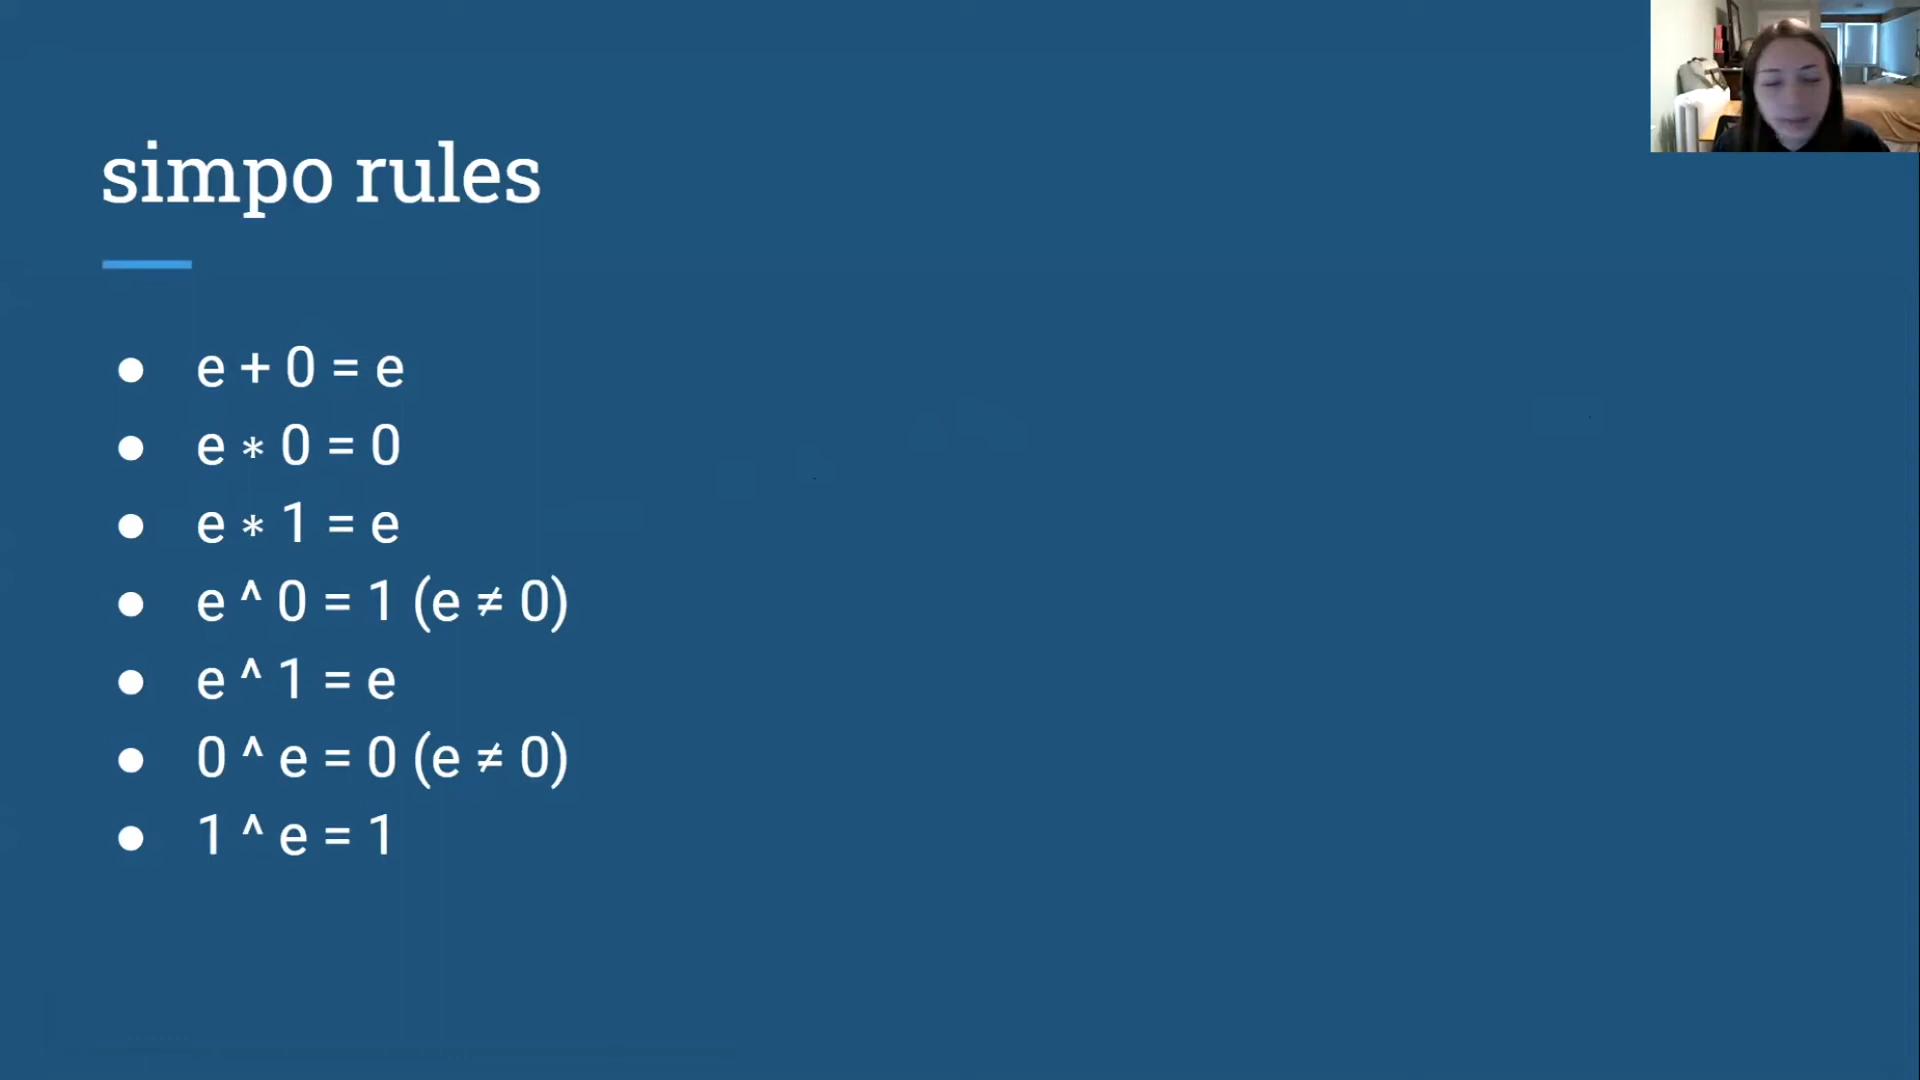 simpo rules
● e + 0 = e
● e * 0 = 0
● e * 1 = e
● e ^ 0 = 1 (e ≠ 0)
● e ^ 1 = e
● 0 ^ e = 0 (e ≠ 0)
● 1 ^ e = 1